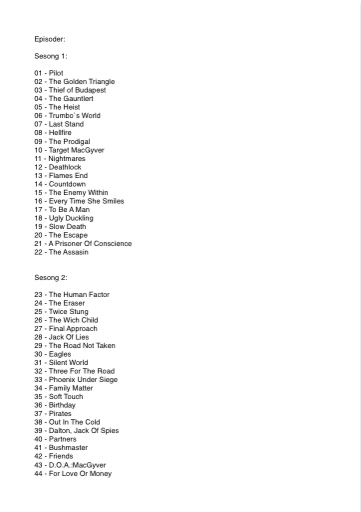 Episoder:
Sesong 1:
01 - Pilot
02 - The Golden Triangle
03 - Thief of Budapest
04 - The Gauntlert
05 - The Heist
06 - Trumbo`s World
07 - Last Stand
08 - Hellfire
09 - The Prodigal
10 - Target MacGyver
11 - Nightmares
12 - Deathlock
13 - Flames End
14 - Countdown
15 - The Enemy Within
16 - Every Time She Smiles
17 - To Be A Man
18 - Ugly Duckling
19 - Slow Death
20 - The Escape
21 - A Prisoner Of Conscience
22 - The Assasin
Sesong 2:
23 - The Human Factor
24 - The Eraser
25 - Twice Stung
26 - The Wich Child
27 - Final Approach
28 - Jack Of Lies
29 - The Road Not Taken
30 - Eagles
31 - Silent World
32 - Three For The Road
33 - Phoenix Under Siege
34 - Family Matter
35 - Soft Touch
36 - Birthday
37 - Pirates
38 - Out In The Cold
39 - Dalton, Jack Of Spies
40 - Partners
41 - Bushmaster
42 - Friends
43 - D.O.A.:MacGyver
44 - For Love Or Money